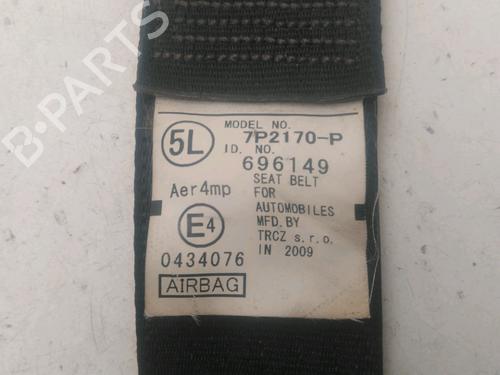 MODEL NO.
5L 7P2170-P
ID. NO.
696149
Aer4mp SEAT BELT
FOR
AUTOMOBILES
E4 MFD.BY
TRCZ s.r.o.
0434076 IN 2009
AIRBAG
B-PARTS